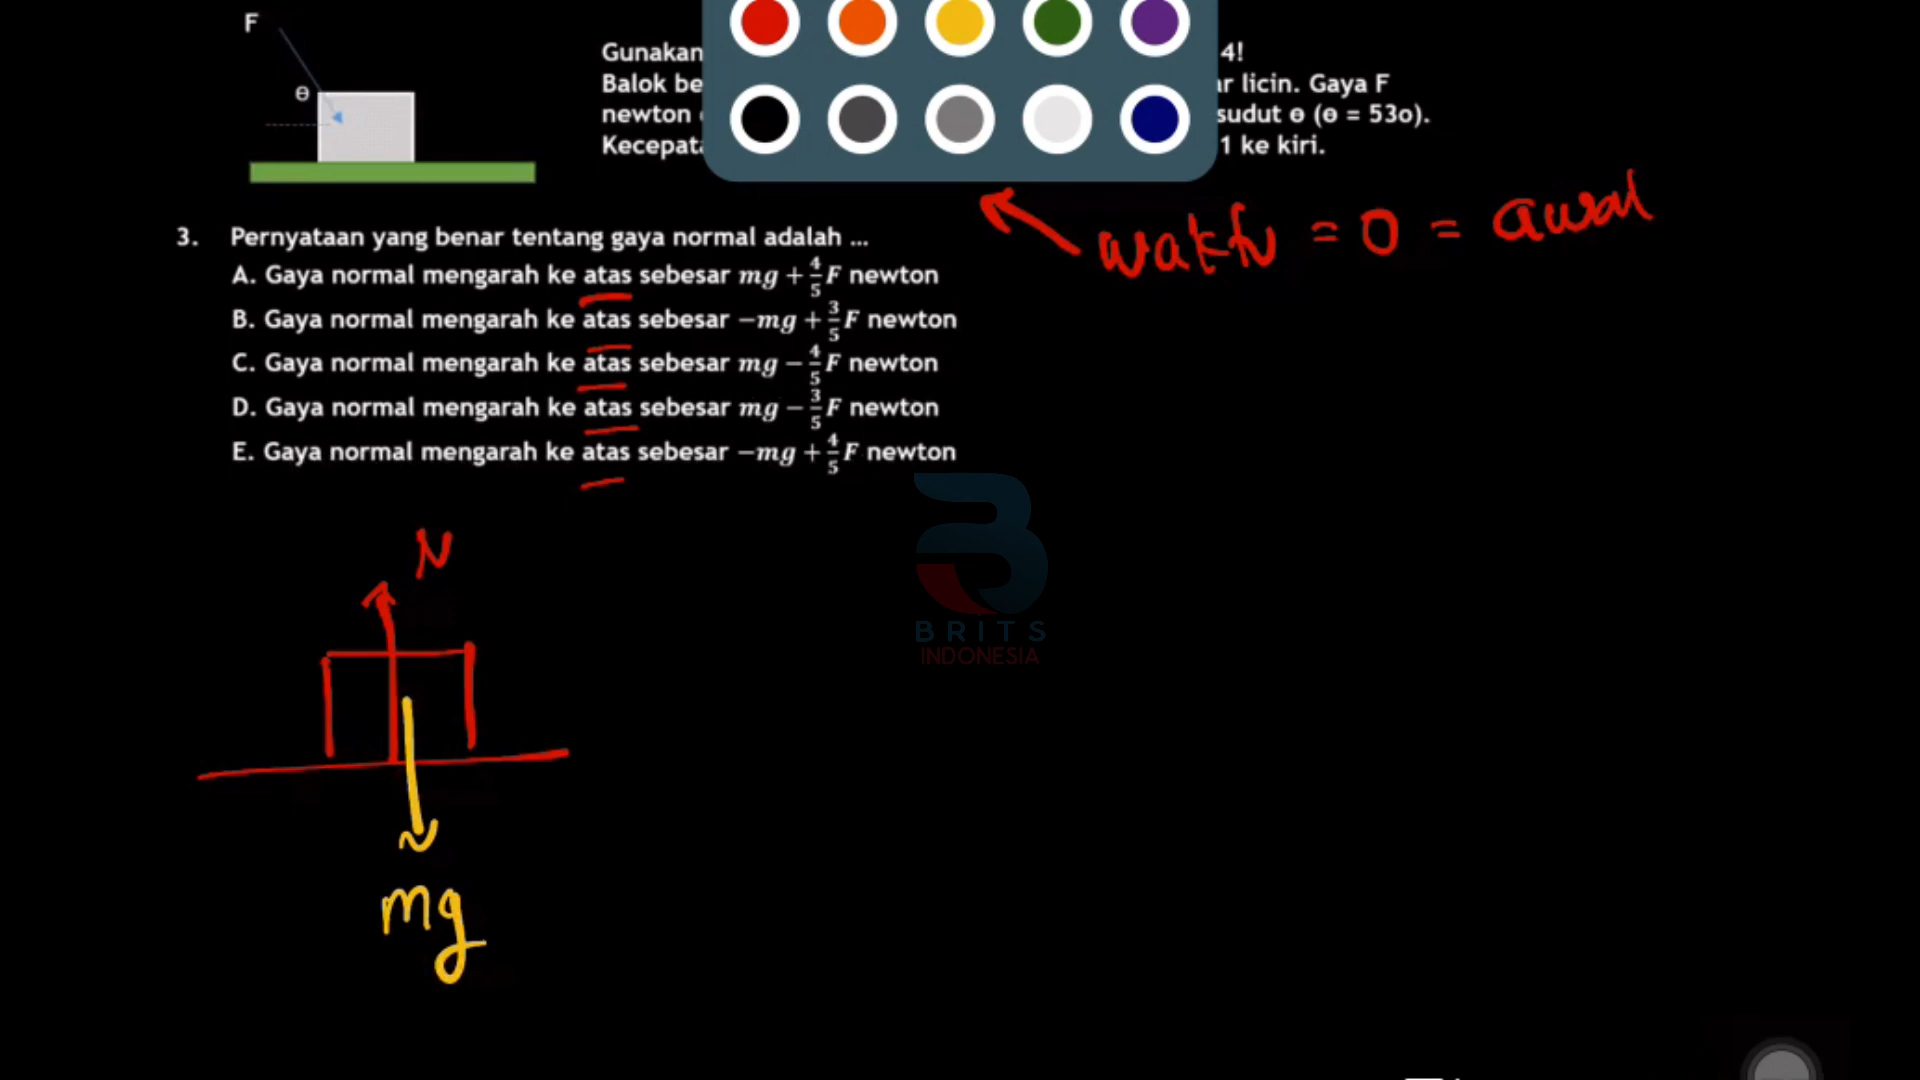 F
Gunakan 4!
Balok licin. Gaya F
newton sudut ө (ө = 53o).
1 ke kiri.
ө
waktu = 0 = awal
3. Pernyataan yang benar tentang gaya normal adalah ...
A. Gaya normal mengarah ke atas sebesar mg + 4/5 F newton
B. Gaya normal mengarah ke atas sebesar −mg + 3/5 F newton
C. Gaya normal mengarah ke atas sebesar mg − 4/5 F newton
D. Gaya normal mengarah ke atas sebesar mg − 3/5 F newton
E. Gaya normal mengarah ke atas sebesar −mg + 4/5 F newton
N
BRITS
INDONESIA
mg